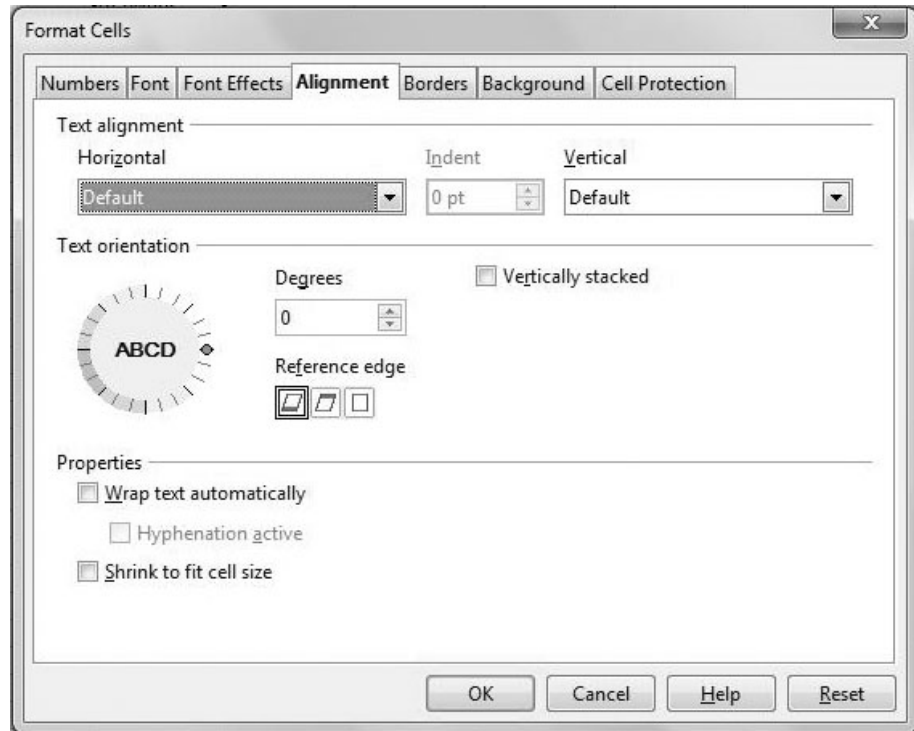 Format Cells
Numbers Font Font Effects Alignment Borders Background Cell Protection
Text alignment
Horizontal Indent Vertical
Default 0 pt Default
Text orientation
Degrees Vertically stacked
0
ABCD
Reference edge
Properties
Wrap text automatically
Hyphenation active
Shrink to fit cell size
OK Cancel Help Reset